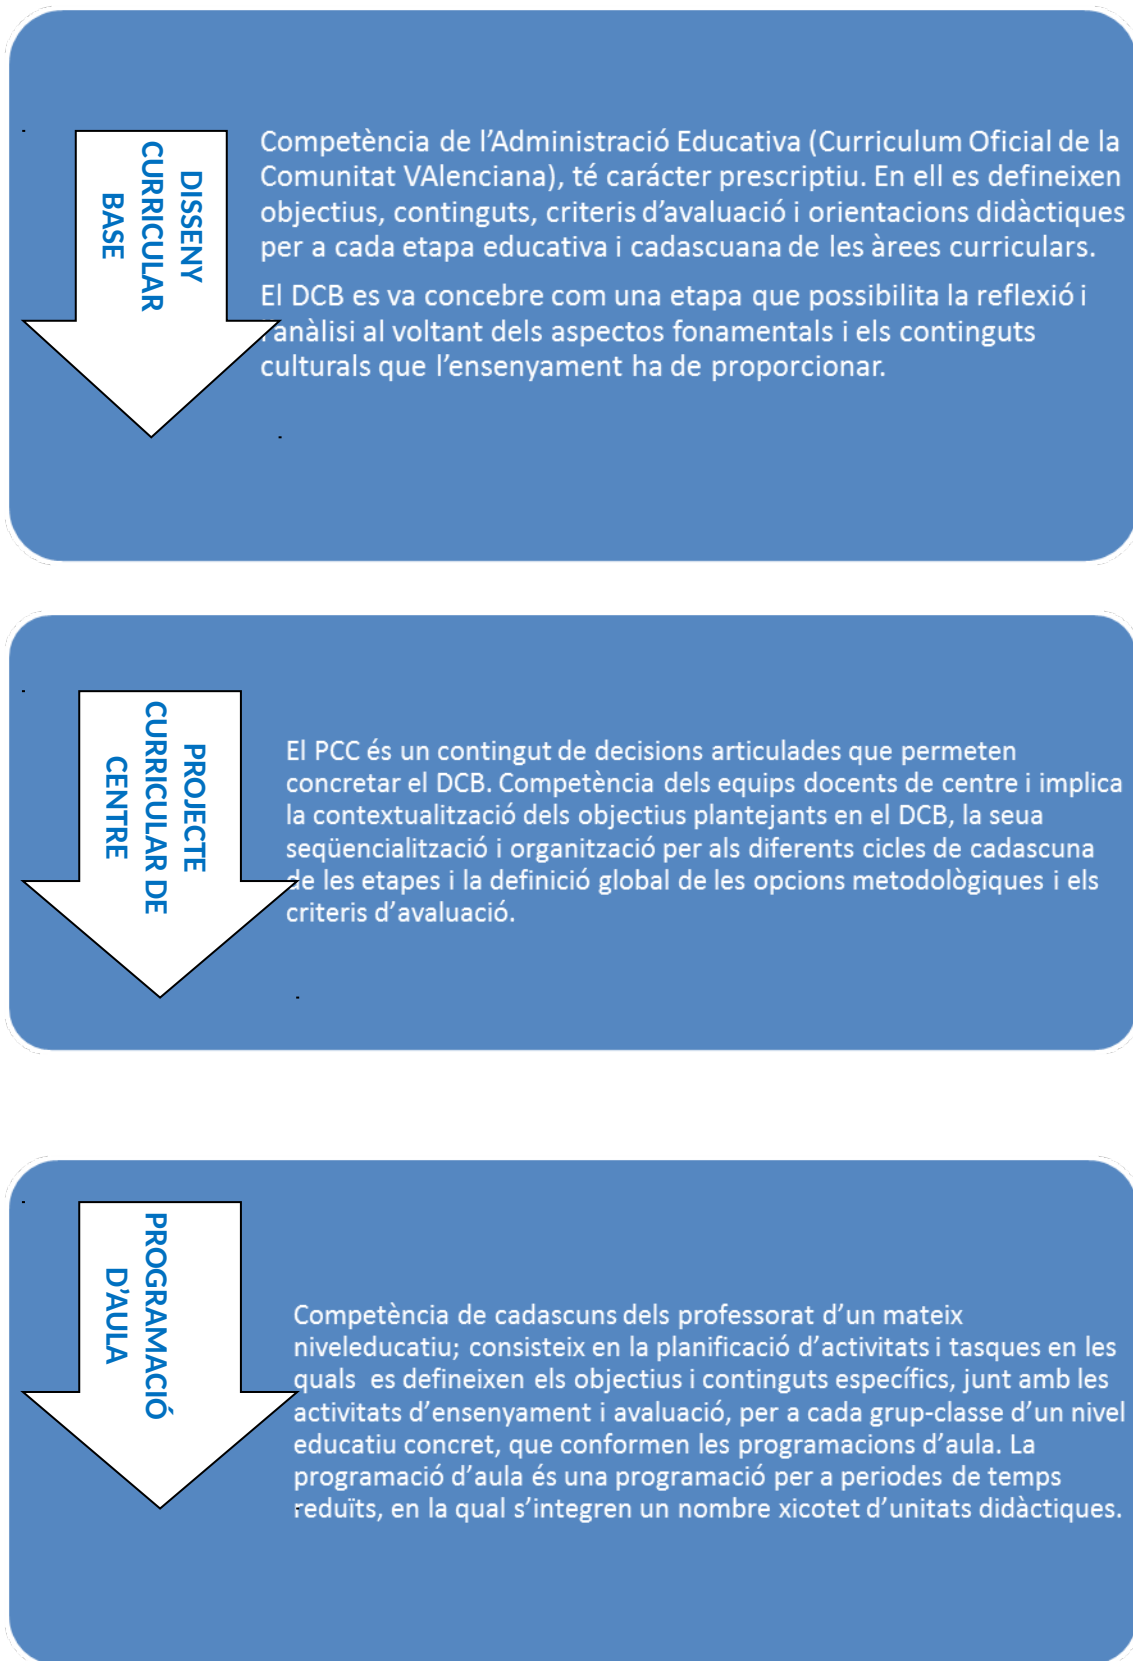 DISSENY
CURRICULAR
BASE
Competència de l’Administració Educativa (Curriculum Oficial de la
Comunitat VAlenciana), té carácter prescriptiu. En ell es defineixen
objectius, continguts, criteris d’avaluació i orientacions didàctiques
per a cada etapa educativa i cadascuana de les àrees curriculars.
El DCB es va concebre com una etapa que possibilita la reflexió i
l’anàlisi al voltant dels aspectos fonamentals i els continguts
culturals que l’ensenyament ha de proporcionar.
PROJECTE
CURRICULAR DE
CENTRE
El PCC és un contingut de decisions articulades que permeten
concretar el DCB. Competència dels equips docents de centre i implica
la contextualització dels objectius plantejants en el DCB, la seua
seqüencialització i organització per als diferents cicles de cadascuna
de les etapes i la definició global de les opcions metodològiques i els
criteris d’avaluació.
PROGRAMACIÓ
D’AULA
Competència de cadascuns dels professorat d’un mateix
niveleducatiu; consisteix en la planificació d’activitats i tasques en les
quals es defineixen els objectius i continguts específics, junt amb les
activitats d’ensenyament i avaluació, per a cada grup-classe d’un nivel
educatiu concret, que conformen les programacions d’aula. La
programació d’aula és una programació per a periodes de temps
reduïts, en la qual s’integren un nombre xicotet d’unitats didàctiques.